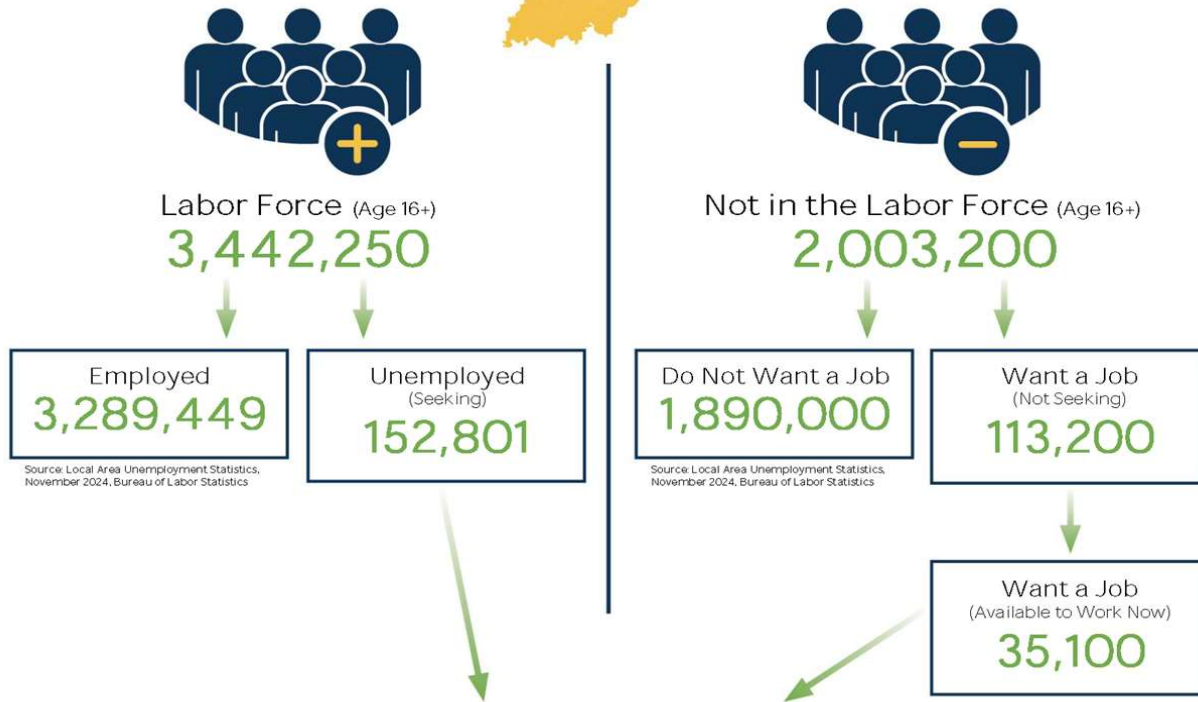 Labor Force (Age 16+)
3,442,250
Employed
3,289,449
Source: Local Area Unemployment Statistics,
November 2024, Bureau of Labor Statistics
Unemployed
(Seeking)
152,801
Not in the Labor Force (Age 16+)
2,003,200
Do Not Want a Job
1,890,000
Source: Local Area Unemployment Statistics,
November 2024, Bureau of Labor Statistics
Want a Job
(Not Seeking)
113,200
Want a Job
(Available to Work Now)
35,100